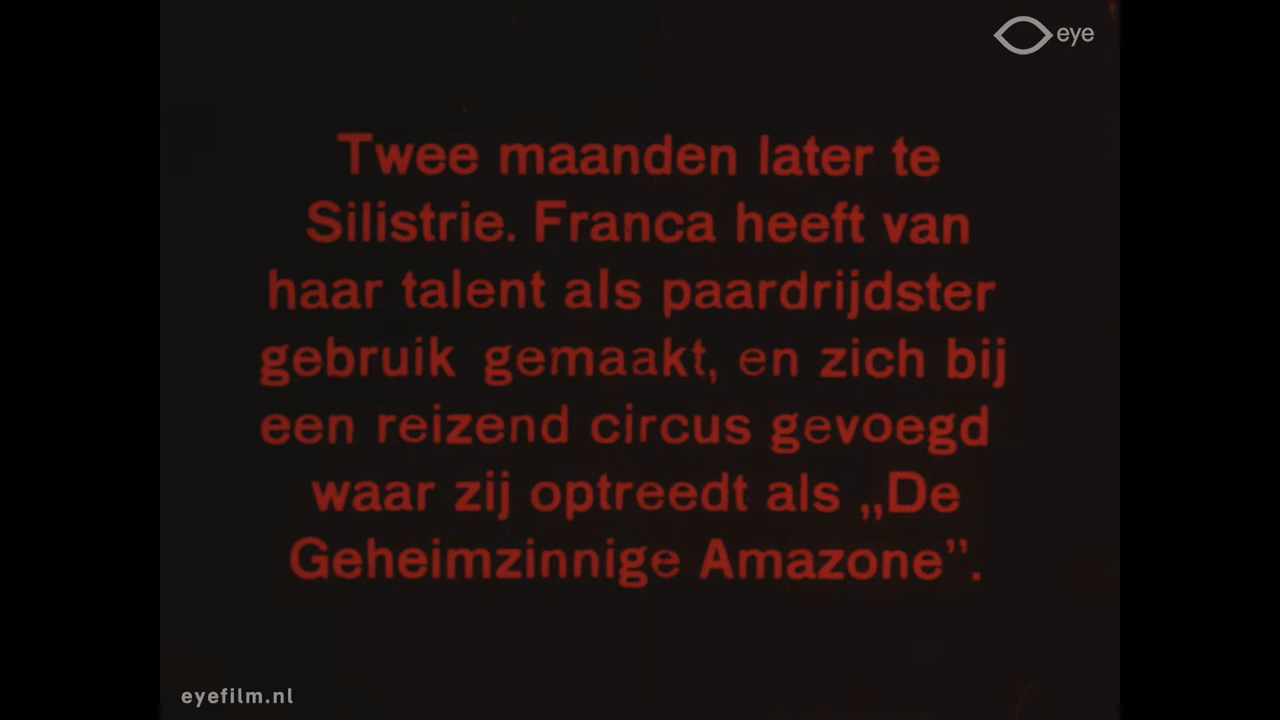 eye
Twee maanden later te
Silistrie. Franca heeft van
haar talent als paardrijdster
gebruik gemaakt, en zich bij
een reizend circus gevoegd
waar zij optreedt als „De
Geheimzinnige Amazone”.
eyefilm.nl